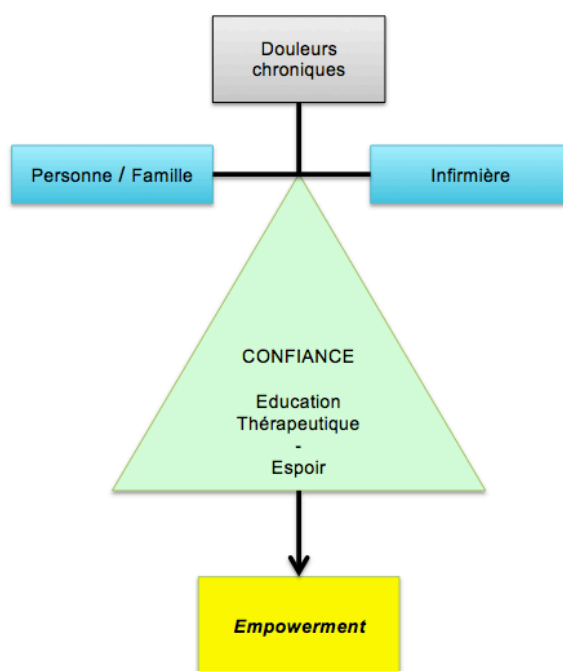 Douleurs
chroniques
Personne / Famille
Infirmière
CONFIANCE
Education
Thérapeutique
-
Espoir
Empowerment